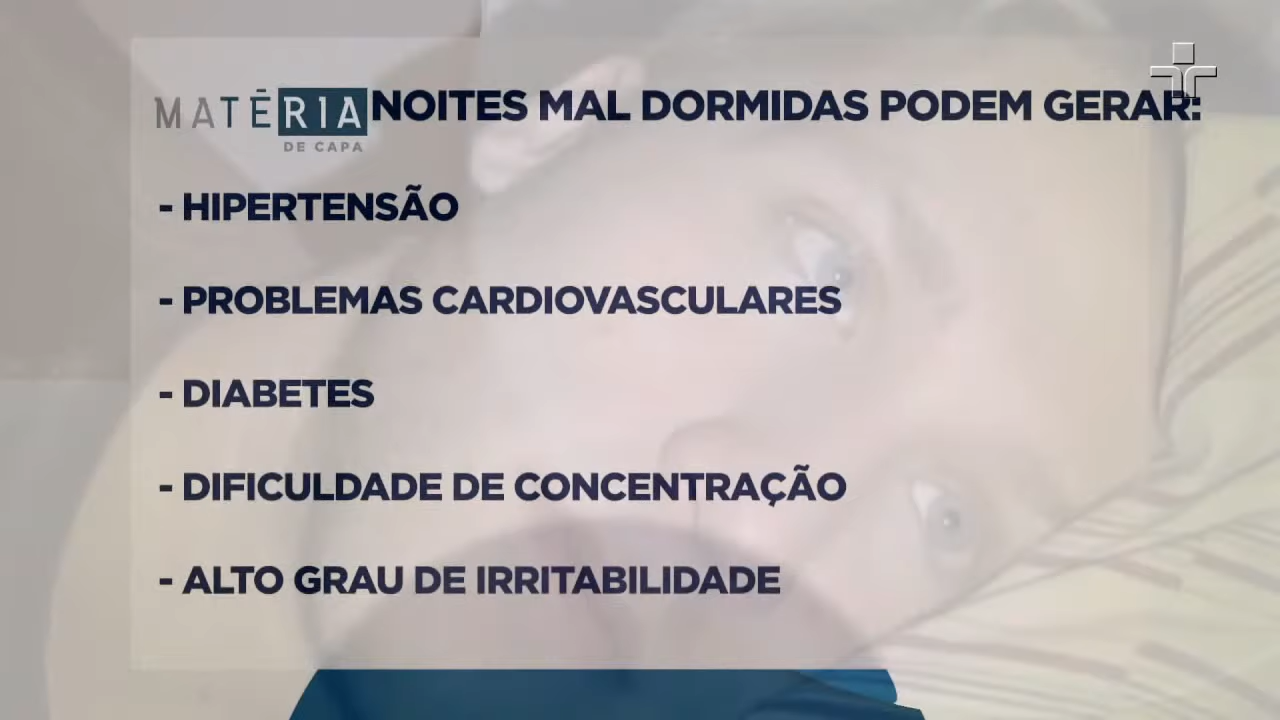 MATÉRIA NOITES MAL DORMIDAS PODEM GERAR:
DE CAPA
- HIPERTENSÃO
- PROBLEMAS CARDIOVASCULARES
- DIABETES
- DIFICULDADE DE CONCENTRAÇÃO
- ALTO GRAU DE IRRITABILIDADE